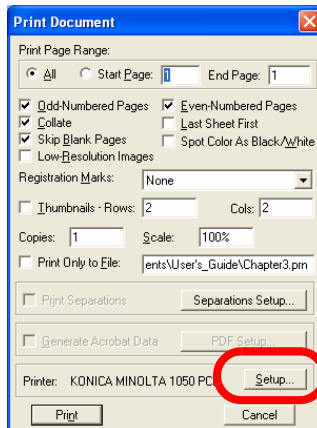 Print Document
Print Page Range:
All Start Page: 1 End Page: 1
Odd-Numbered Pages Even-Numbered Pages
Collate Last Sheet First
Skip Blank Pages Spot Color As Black/White
Low-Resolution Images
Registration Marks: None
Thumbnails - Rows: 2 Cols: 2
Copies: 1 Scale: 100%
Print Only to File: ents\User's_Guide\Chapter3.prn
Print Separations Separations Setup...
Generate Acrobat Data PDF Setup...
Printer: KONICA MINOLTA 1050 PC Setup...
Print Cancel